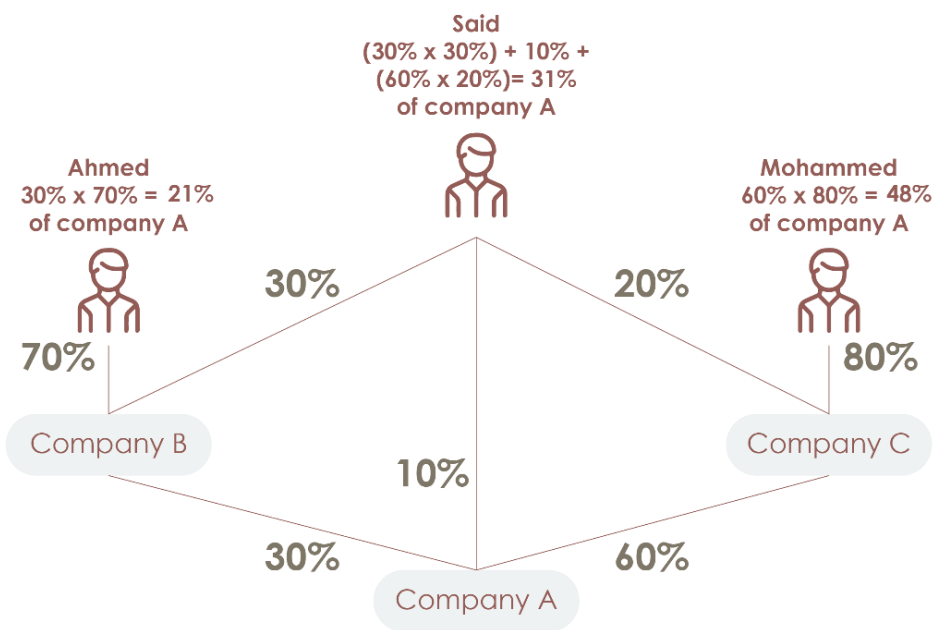 Said
(30% x 30%) + 10% +
(60% x 20%)= 31%
of company A
Ahmed
30% x 70% = 21%
of company A
Mohammed
60% x 80% = 48%
of company A
30%
20%
70%
80%
Company B
Company C
10%
30%
60%
Company A